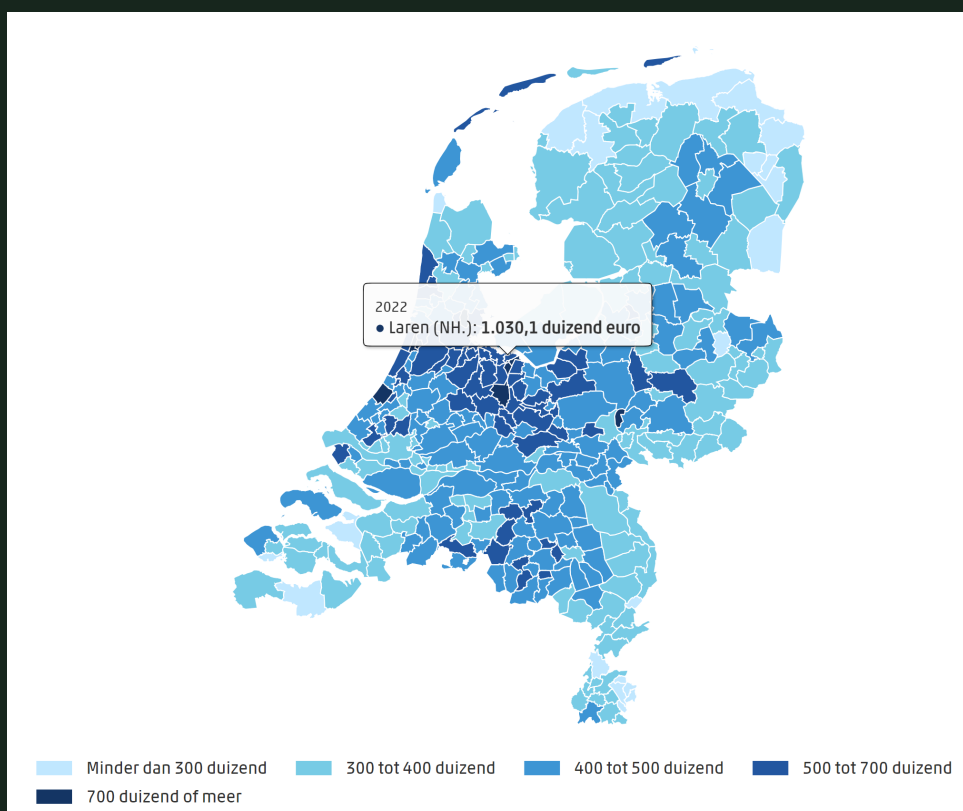 2022
● Laren (NH.): 1.030,1 duizend euro
Minder dan 300 duizend
300 tot 400 duizend
400 tot 500 duizend
500 tot 700 duizend
700 duizend of meer